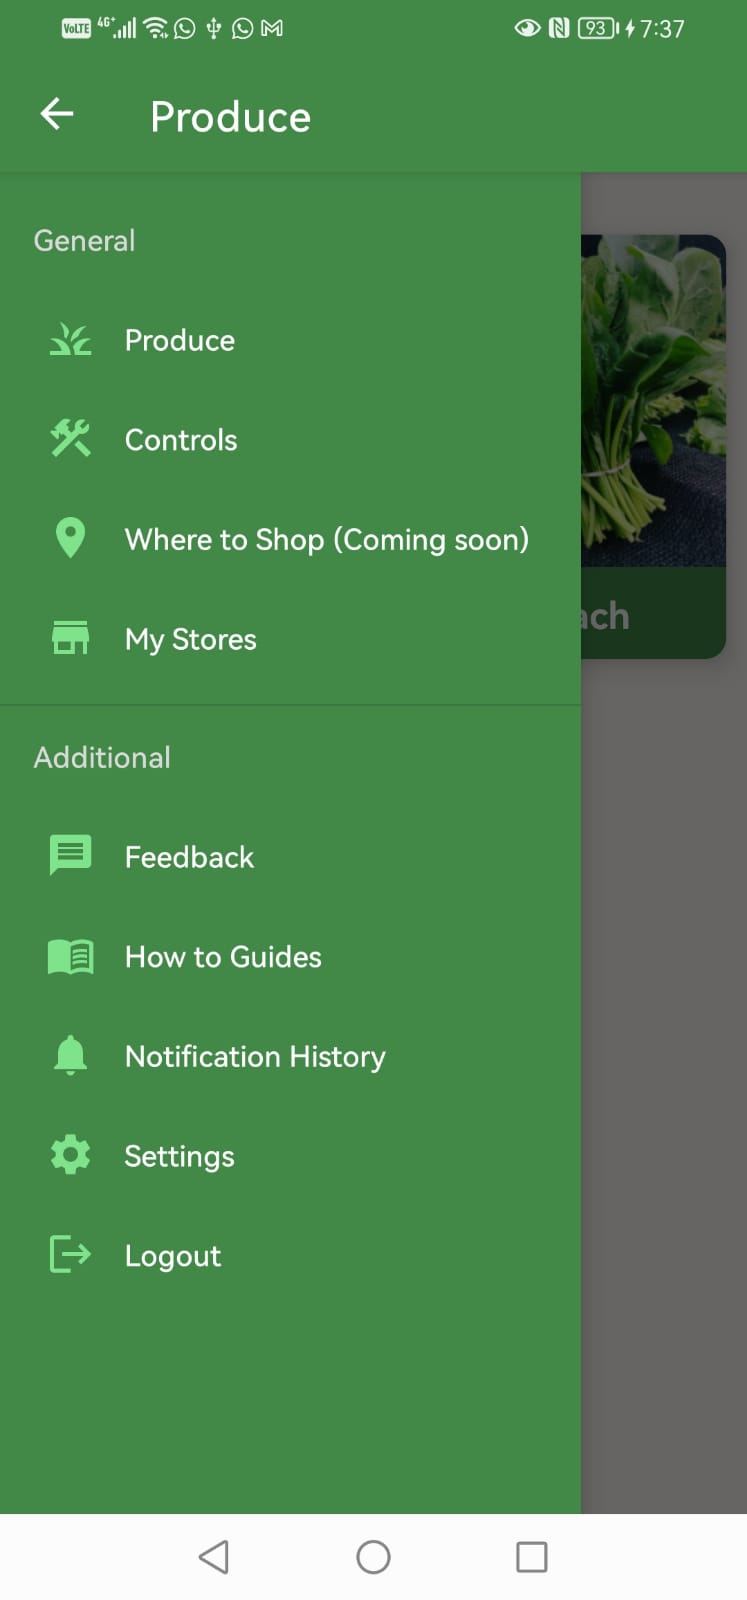 VoLTE 4G+ 93 7:37
Produce
General
Produce
Controls
Where to Shop (Coming soon)
ach
My Stores
Additional
Feedback
How to Guides
Notification History
Settings
Logout